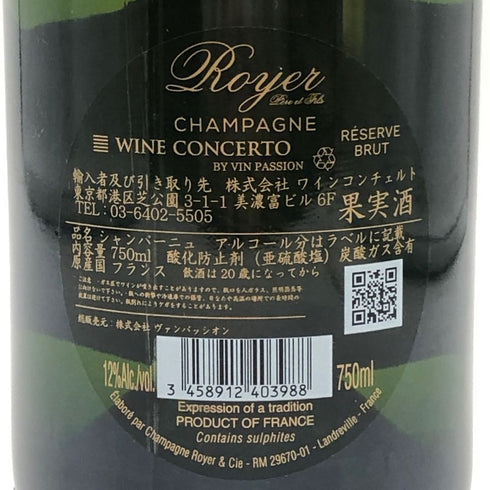 Royer
Père et Fils
CHAMPAGNE
WINE CONCERTO
BY VIN PASSION
RÉSERVE
BRUT
輸入者及び引き取り先 株式会社 ワインコンチェルト
東京都港区芝公園 3-1-1 美濃富ビル 6F
TEL: 03-6402-5505
果実酒
品名 シャンパーニュ アルコール分はラベルに記載
内容量 750ml 酸化防止剤 (亜硫酸塩) 炭酸ガス含有
原産国 フランス 飲酒は20歳になってから
総販売元：株式会社 ヴァンパッシオン
12%Alc./vol.
3 458912 403988
750ml
Expression of a tradition
PRODUCT OF FRANCE
Contains sulphites
Elaboré par Champagne Royer & Cie - RM 29670-01 - Landreville - France